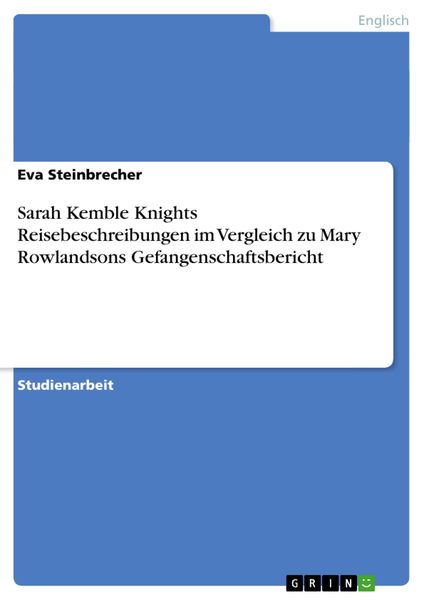 Englisch
Eva Steinbrecher
Sarah Kemble Knights
Reisebeschreibungen im Vergleich zu Mary
Rowlandsons Gefangenschaftsbericht
Studienarbeit
GRIN